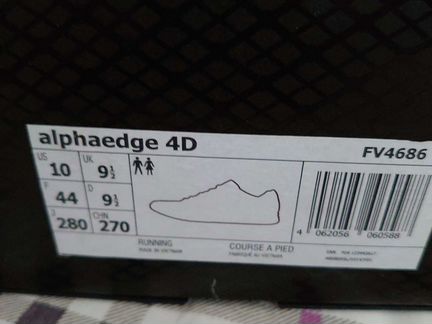 alphaedge 4D
FV4686
US 10 UK 9½
F 44 D 9½
J 280 CHN 270
RUNNING
COURSE A PIED
MADE IN VIETNAM
FABRIQUÉ AU VIETNAM
4 062056 060588